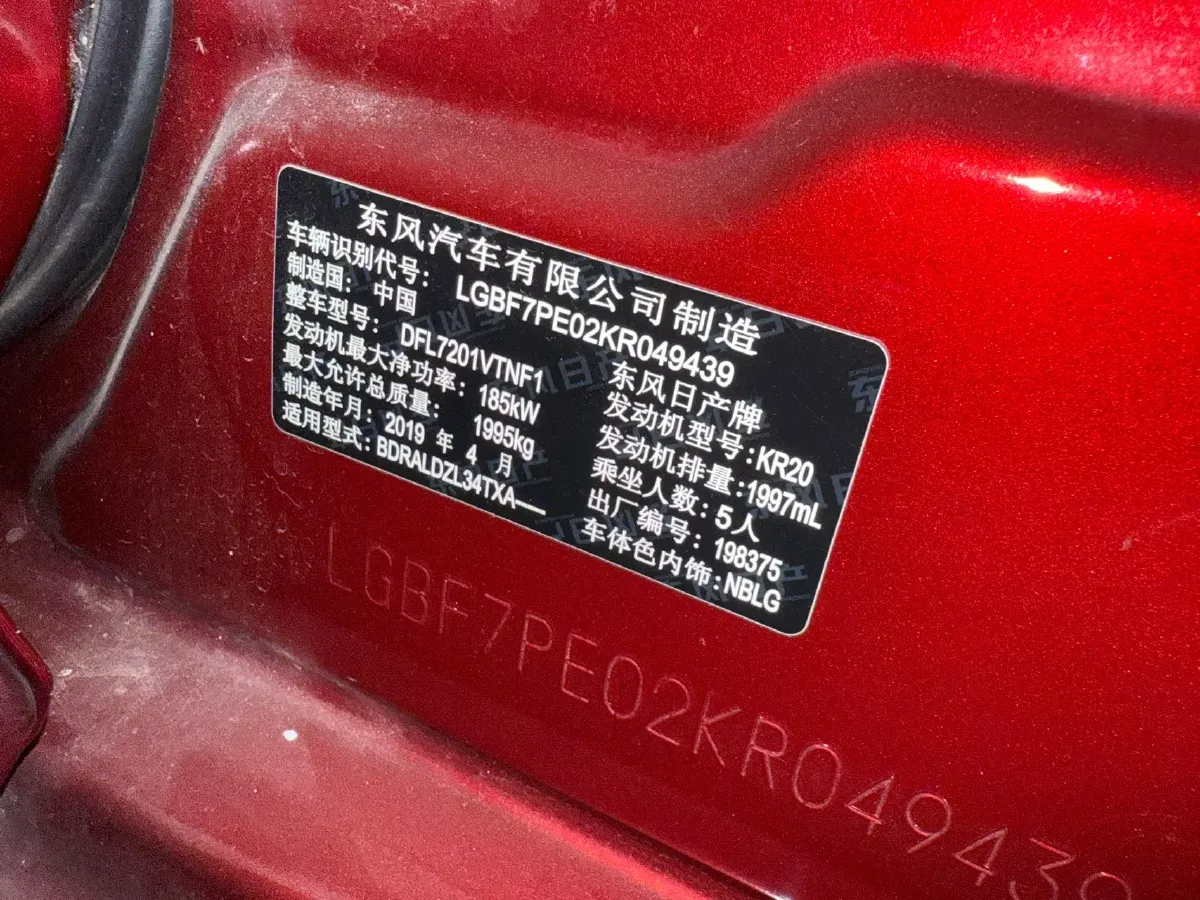 东风汽车有限公司制造
车辆识别代号: LGBF7PE02KR049439
制造国: 中国 东风日产牌
整车型号: DFL7201VTNF1 发动机型号:KR20
发动机最大净功率: 185kW 发动机排量:1997mL
最大允许总质量: 1995kg 乘坐人数: 5人
制造年月: 2019 年 4 月 出厂编号: 198375
适用型式: BDRALDZL34TXA—— 车体色内饰:NBLG
LGBF7PE02KR049439